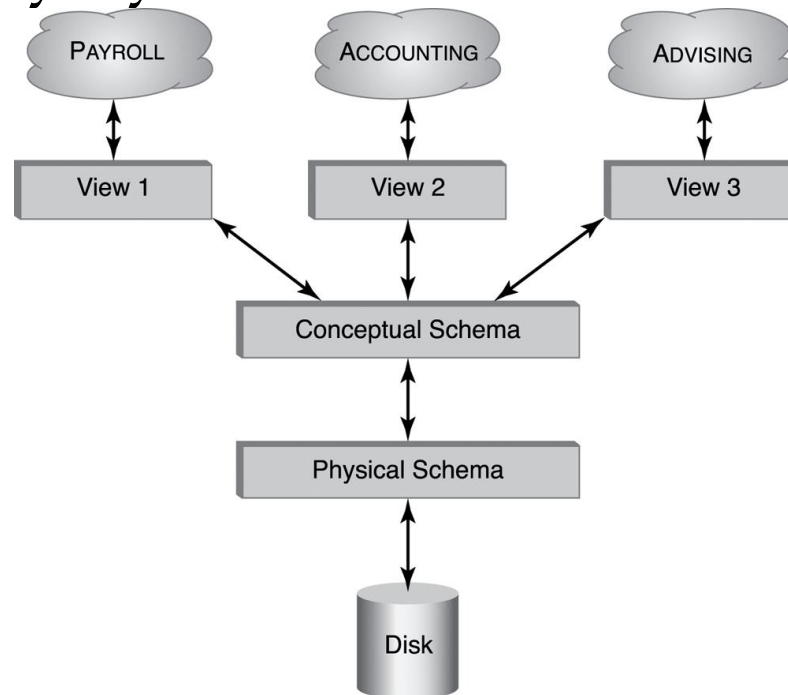 PAYROLL
ACCOUNTING
ADVISING
View 1
View 2
View 3
Conceptual Schema
Physical Schema
Disk